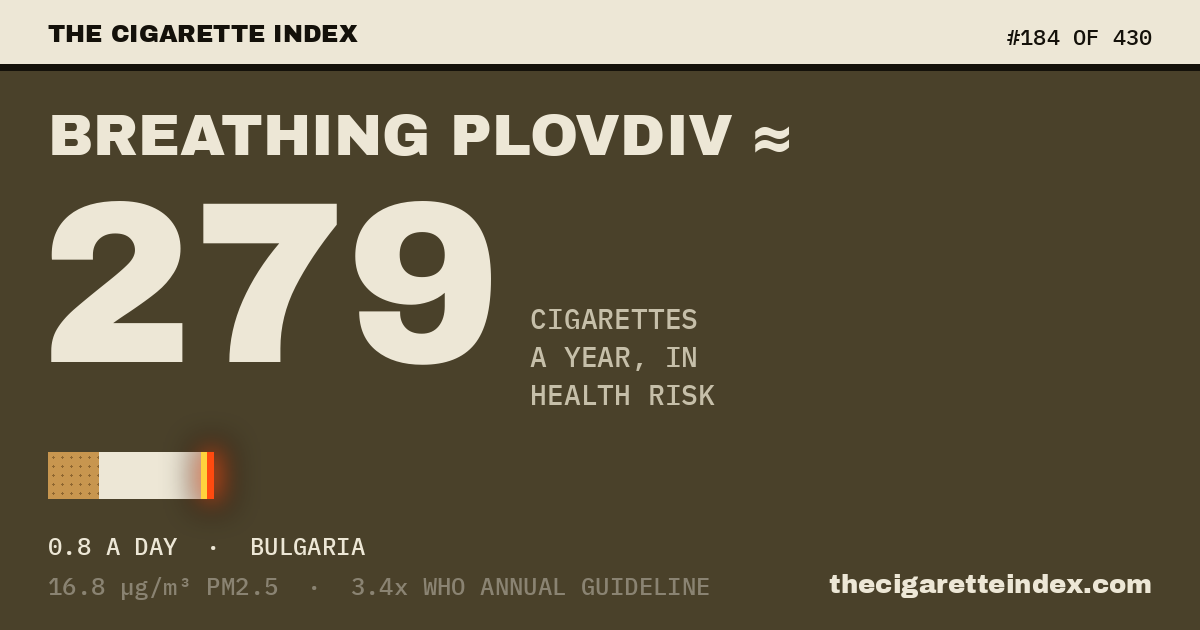 THE CIGARETTE INDEX
#184 OF 430
BREATHING PLOVDIV ≈
279
CIGARETTES
A YEAR, IN
HEALTH RISK
0.8 A DAY · BULGARIA
16.8 µg/m³ PM2.5 · 3.4x WHO ANNUAL GUIDELINE
thecigaretteindex.com